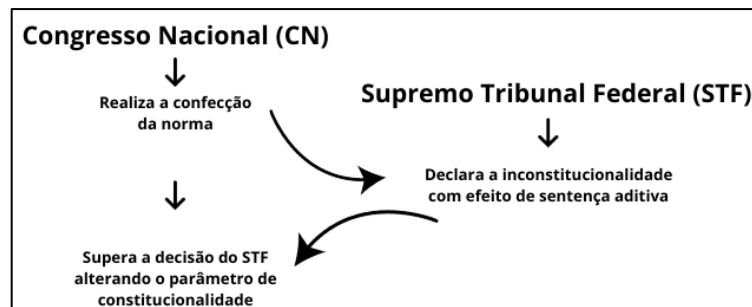 Congresso Nacional (CN)
Realiza a confecção
da norma
Supremo Tribunal Federal (STF)
Declara a inconstitucionalidade
com efeito de sentença aditiva
Supera a decisão do STF
alterando o parâmetro de
constitucionalidade